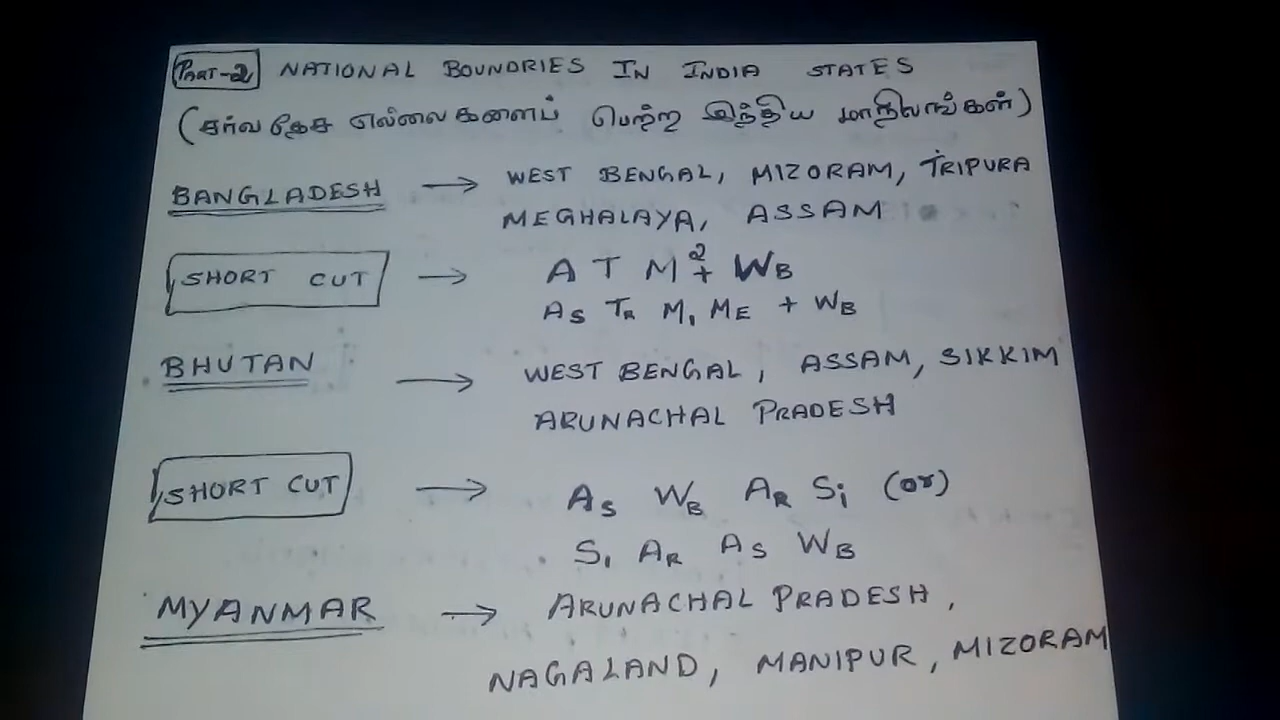 PART-2 NATIONAL BOUNDRIES IN INDIA STATES
(சர்வதேச எல்லைகளைப் பெற்ற இந்திய மாநிலங்கள்)
BANGLADESH → WEST BENGAL, MIZORAM, TRIPURA
MEGHALAYA, ASSAM
SHORT CUT → A T M² + WB
AS TR MI ME + WB
BHUTAN → WEST BENGAL, ASSAM, SIKKIM
ARUNACHAL PRADESH
SHORT CUT → AS WB AR Si (or)
SI AR AS WB
MYANMAR → ARUNACHAL PRADESH,
NAGALAND, MANIPUR, MIZORAM